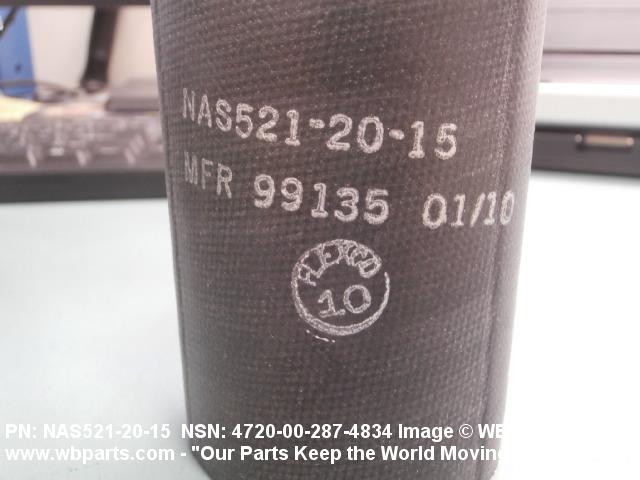 NAS521-20-15
MFR 99135 01/10
FLEXCO
10
PN: NAS521-20-15 NSN: 4720-00-287-4834 Image © WB
www.wbparts.com - "Our Parts Keep the World Moving